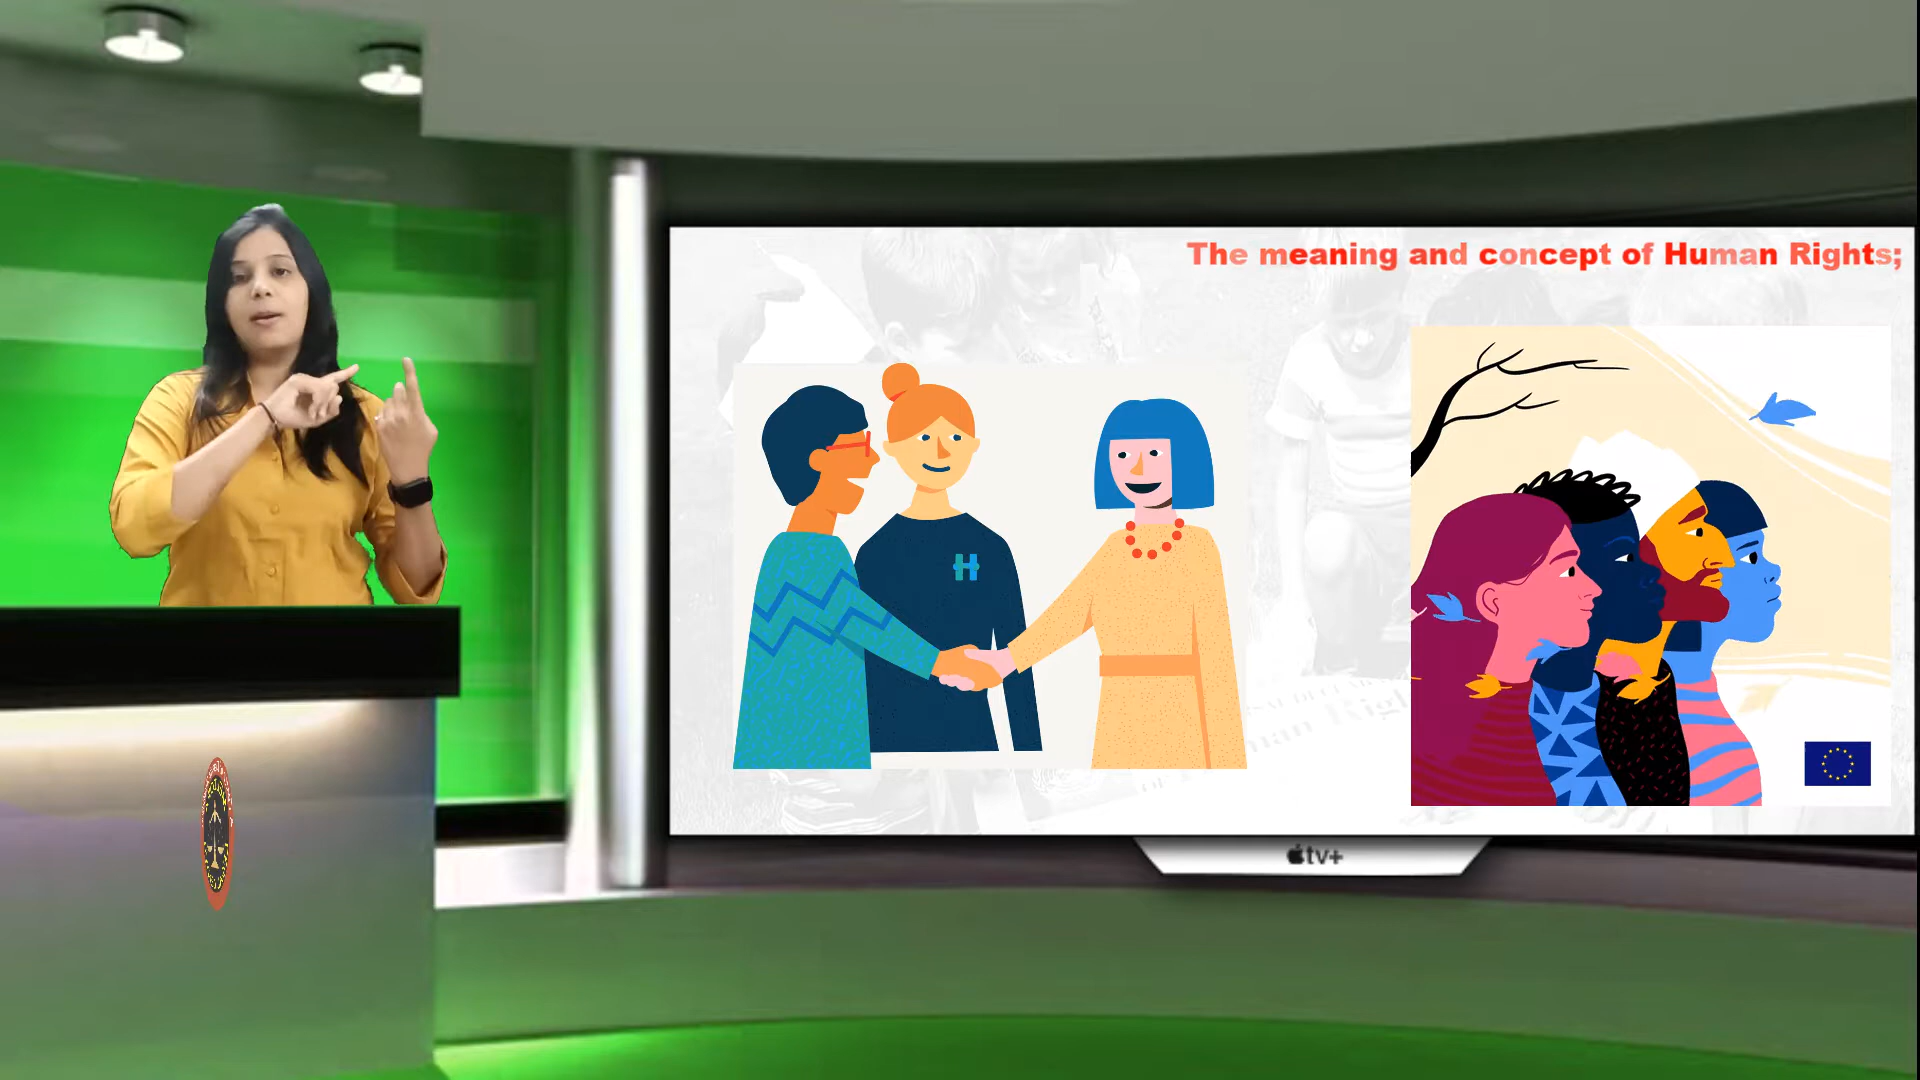 The meaning and concept of Human Rights;
H
tv+